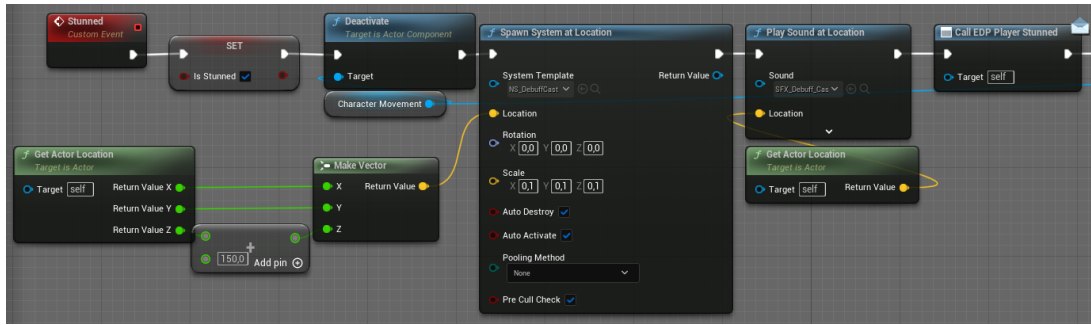 Stunned
Custom Event
SET
Is Stunned
Deactivate
Target is Actor Component
Target
Character Movement
Spawn System at Location
System Template
NS_DebuffCast
Return Value
Location
Rotation
X 0,0 Y 0,0 Z 0,0
Scale
X 0,1 Y 0,1 Z 0,1
Auto Destroy
Auto Activate
Pooling Method
None
Pre Cull Check
Play Sound at Location
Sound
SFX_Debuff_Cas
Location
Call EDP Player Stunned
Target self
Get Actor Location
Target is Actor
Target self
Return Value X
Return Value Y
Return Value Z
150,0
Add pin
Make Vector
X
Return Value
Y
Z
Get Actor Location
Target is Actor
Target self
Return Value